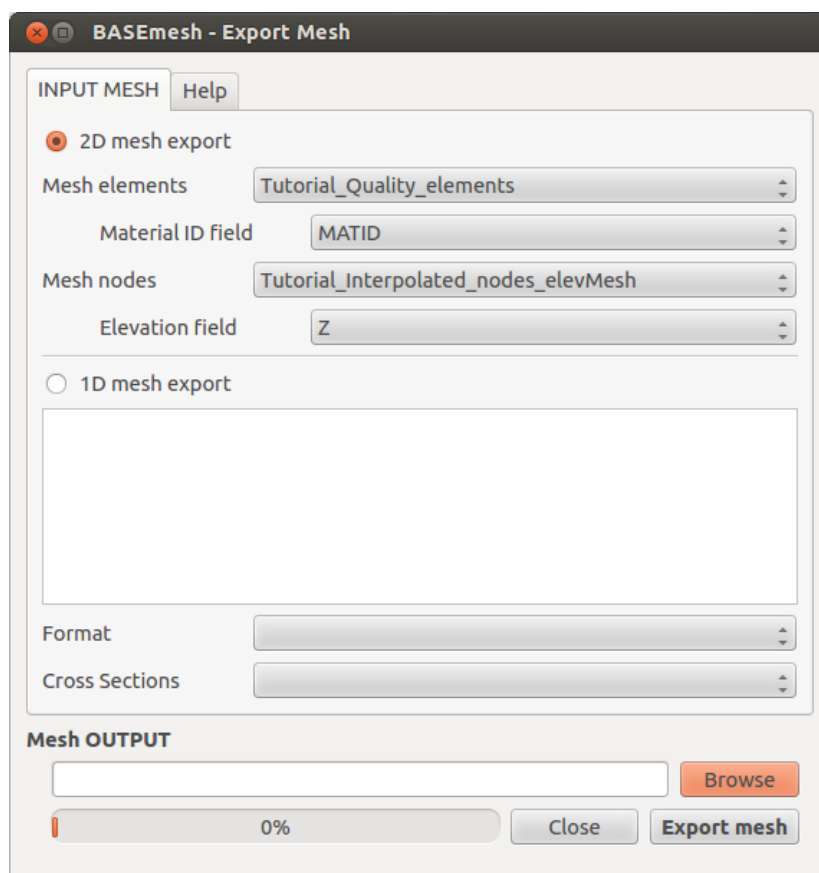 BASEmesh - Export Mesh
INPUT MESH Help
2D mesh export
Mesh elements Tutorial_Quality_elements
Material ID field MATID
Mesh nodes Tutorial_Interpolated_nodes_elevMesh
Elevation field Z
1D mesh export
Format
Cross Sections
Mesh OUTPUT
Browse
0% Close Export mesh